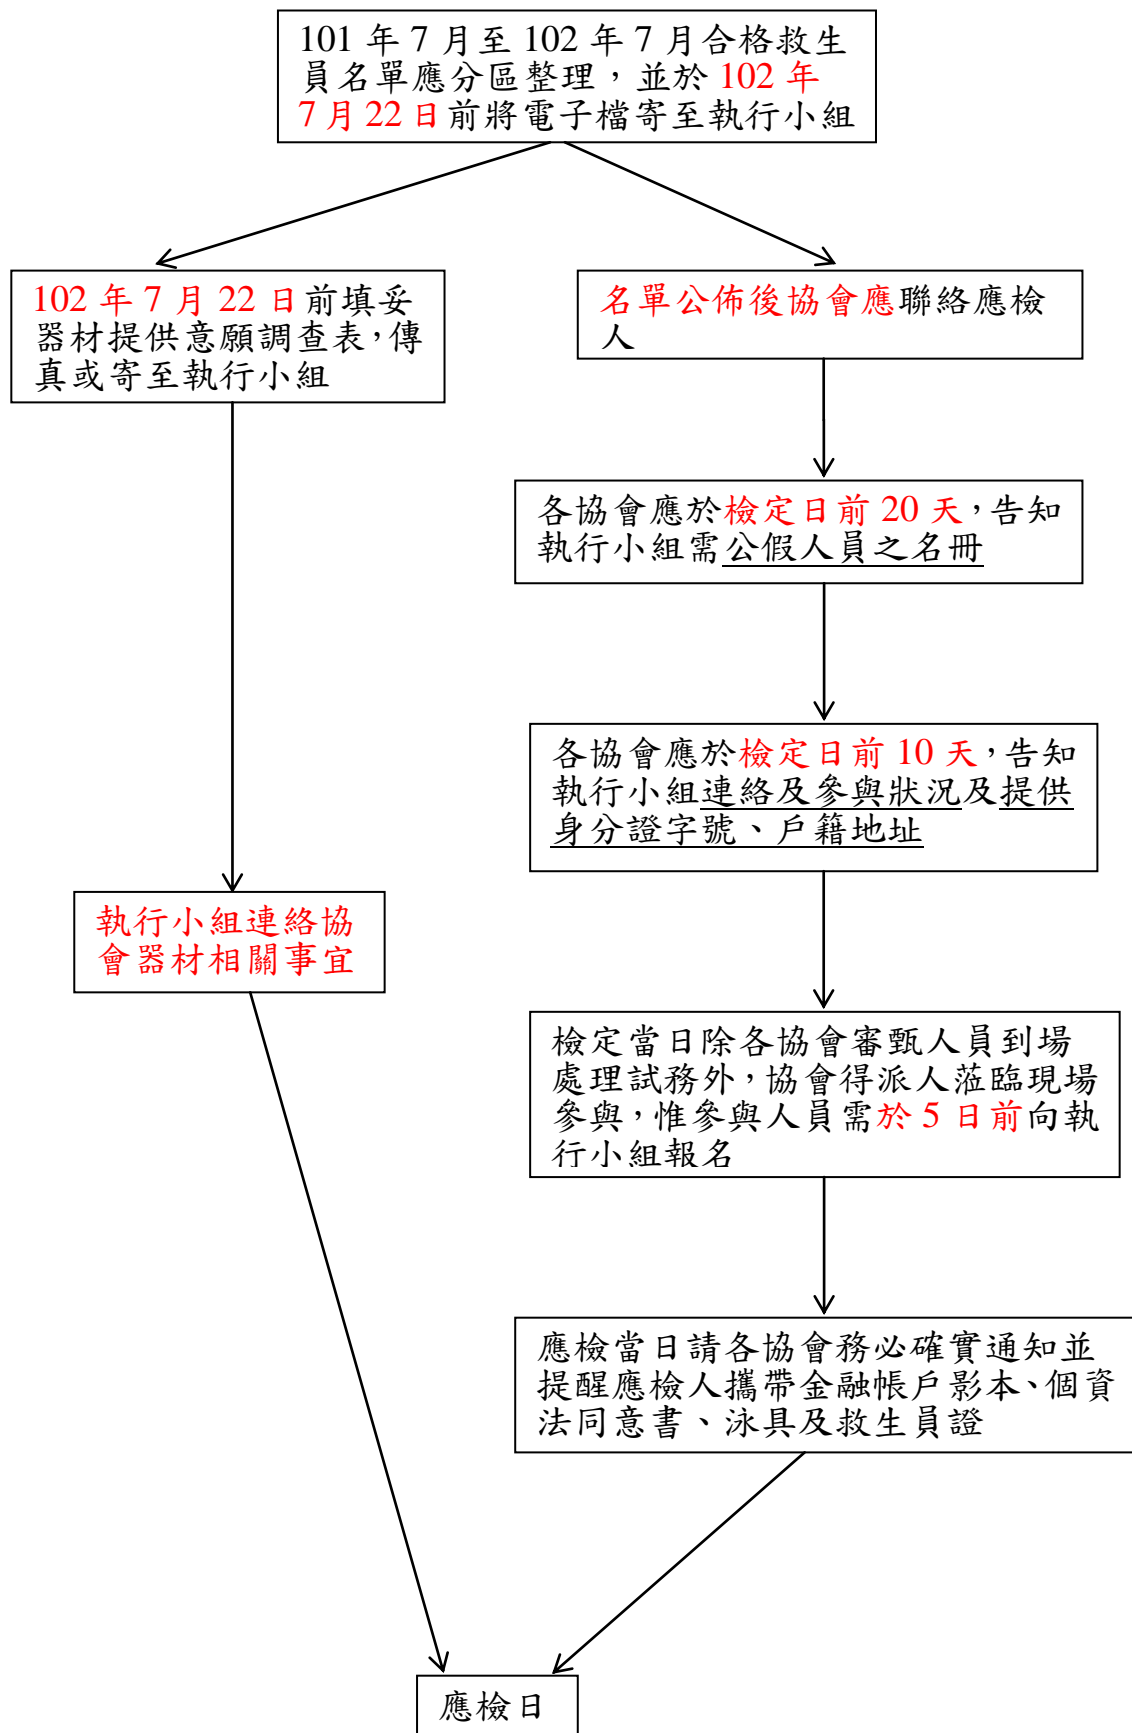 101 年 7 月至 102 年 7 月合格救生
員名單應分區整理，並於 102 年
7 月 22 日前將電子檔寄至執行小組
102 年 7 月 22 日前填妥
器材提供意願調查表，傳
真或寄至執行小組
名單公佈後協會應聯絡應檢
人
各協會應於檢定日前 20 天，告知
執行小組需公假人員之名冊
各協會應於檢定日前 10 天，告知
執行小組連絡及參與狀況及提供
身分證字號、戶籍地址
執行小組連絡協
會器材相關事宜
檢定當日除各協會審甄人員到場
處理試務外，協會得派人蒞臨現場
參與，惟參與人員需於 5 日前向執
行小組報名
應檢當日請各協會務必確實通知並
提醒應檢人攜帶金融帳戶影本、個資
法同意書、泳具及救生員證
應檢日